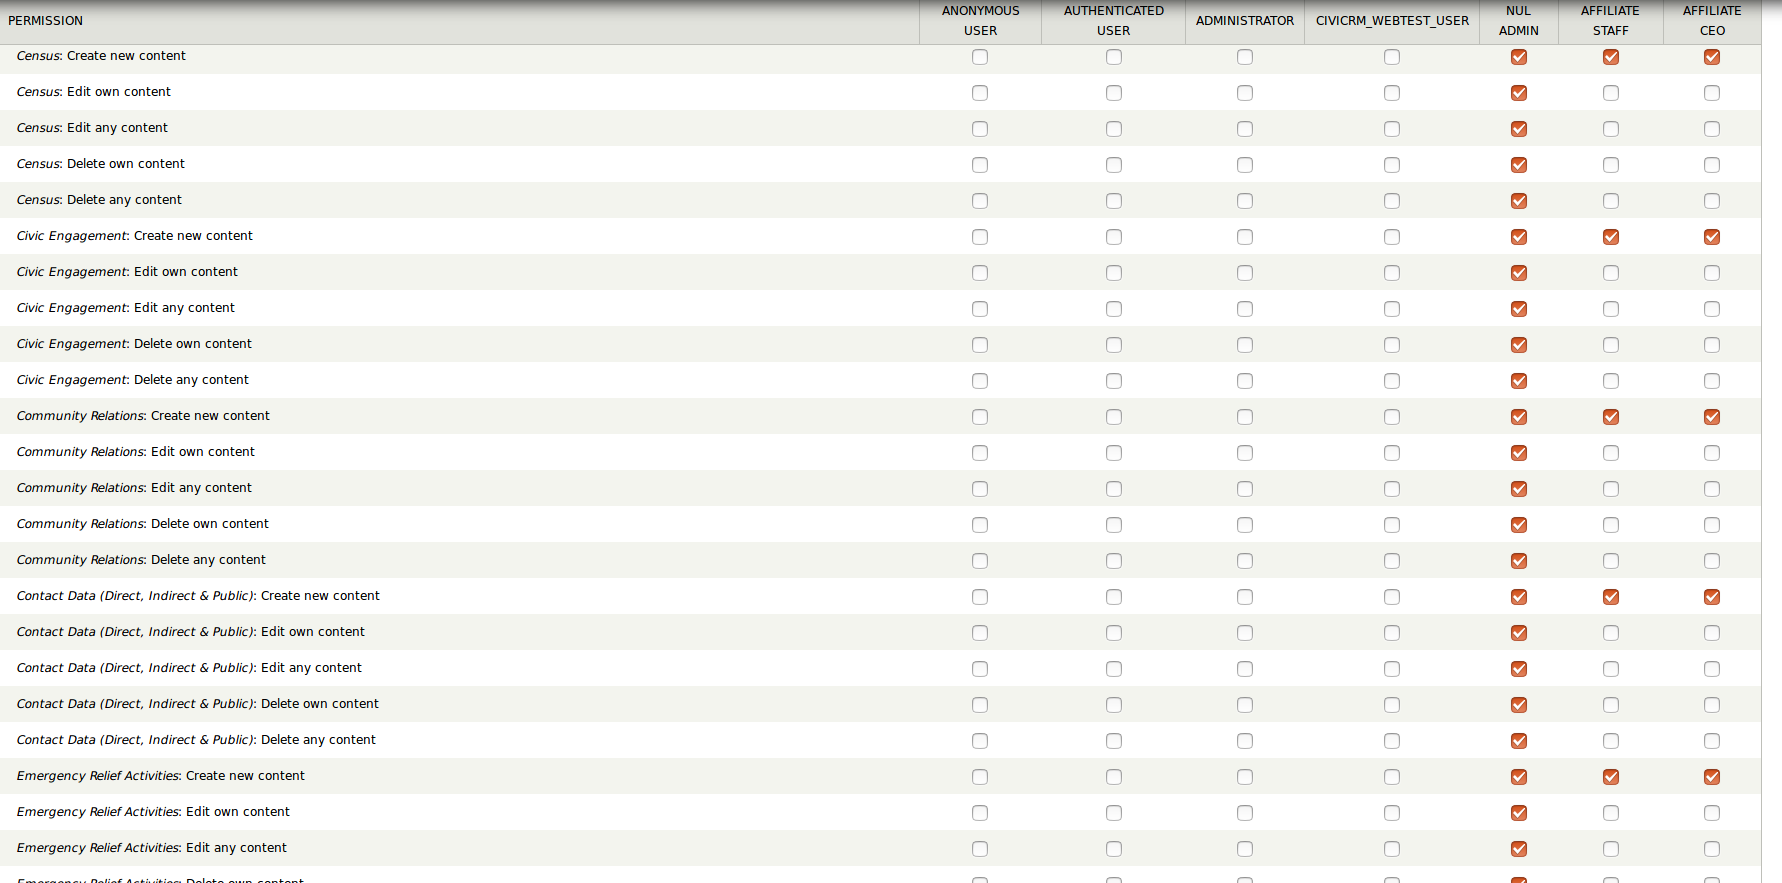 PERMISSION
ANONYMOUS USER
AUTHENTICATED USER
ADMINISTRATOR
CIVICRM_WEBTEST_USER
NUL ADMIN
AFFILIATE STAFF
AFFILIATE CEO
Census: Create new content
Census: Edit own content
Census: Edit any content
Census: Delete own content
Census: Delete any content
Civic Engagement: Create new content
Civic Engagement: Edit own content
Civic Engagement: Edit any content
Civic Engagement: Delete own content
Civic Engagement: Delete any content
Community Relations: Create new content
Community Relations: Edit own content
Community Relations: Edit any content
Community Relations: Delete own content
Community Relations: Delete any content
Contact Data (Direct, Indirect & Public): Create new content
Contact Data (Direct, Indirect & Public): Edit own content
Contact Data (Direct, Indirect & Public): Edit any content
Contact Data (Direct, Indirect & Public): Delete own content
Contact Data (Direct, Indirect & Public): Delete any content
Emergency Relief Activities: Create new content
Emergency Relief Activities: Edit own content
Emergency Relief Activities: Edit any content
Emergency Relief Activities: Delete own content